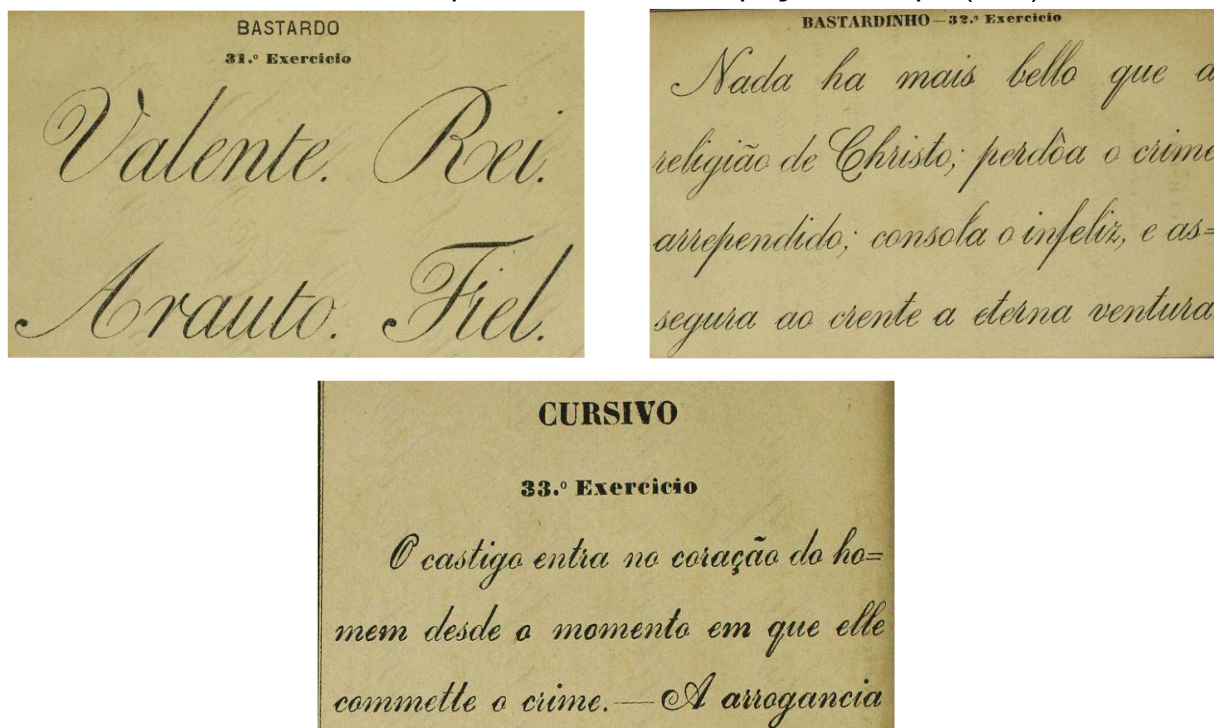 BASTARDO
31.º Exercicio
Valente. Rei.
Arauto. Fiel.
BASTARDINHO — 32.º Exercicio
Nada ha mais bello que a
religião de Christo; perdôa o crime
arrependido; consola o infeliz, e as=
segura ao crente a eterna ventura.
CURSIVO
33.º Exercicio
O castigo entra no coração do ho=
mem desde o momento em que elle
commette o crime.—A arrogancia